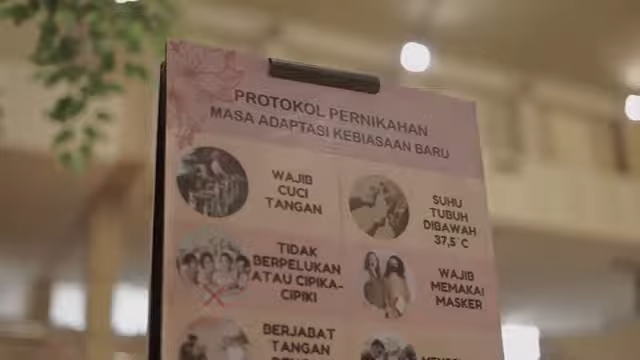 PROTOKOL PERNIKAHAN
MASA ADAPTASI KEBIASAAN BARU
WAJIB
CUCI
TANGAN
SUHU
TUBUH
DIBAWAH
37,5°C
TIDAK
BERPELUKAN
ATAU CIPIKA-
CIPIKI
WAJIB
MEMAKAI
MASKER
BERJABAT
TANGAN